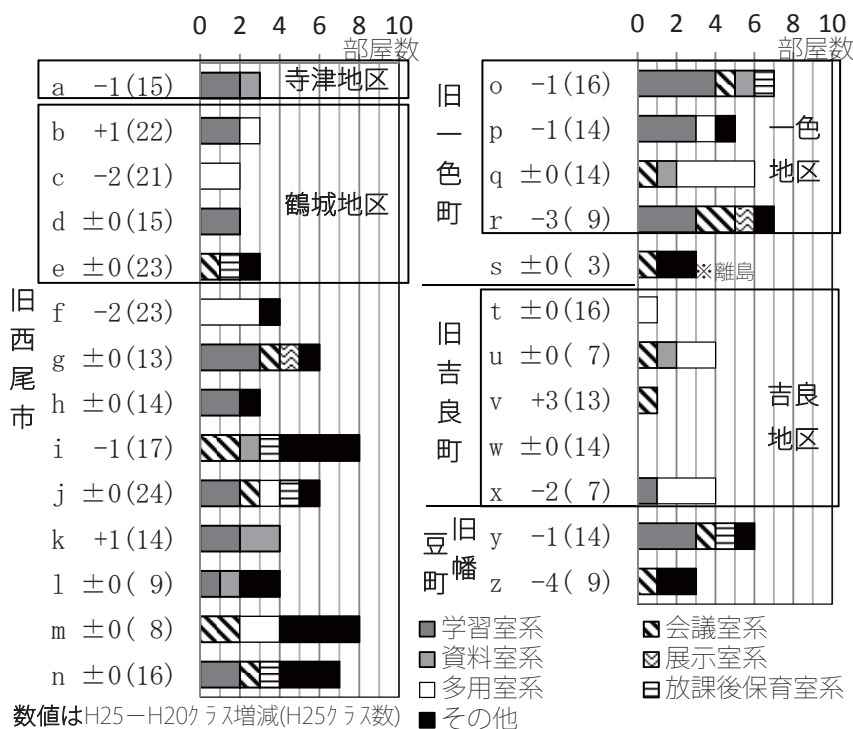 0 2 4 6 8 10
部屋数
寺津地区
a -1(15)
b +1(22)
c -2(21)
鶴城地区
d ±0(15)
e ±0(23)
旧西尾市
f -2(23)
g ±0(13)
h ±0(14)
i -1(17)
j ±0(24)
k +1(14)
l ±0( 9)
m ±0( 8)
n ±0(16)
数値はH25－H20クラス増減(H25クラス数)
0 2 4 6 8 10
部屋数
旧一色町
o -1(16)
p -1(14)
一色
地区
q ±0(14)
r -3( 9)
s ±0( 3)
※離島
旧吉良町
t ±0(16)
u ±0( 7)
v +3(13)
吉良
地区
w ±0(14)
x -2( 7)
旧幡
豆町
y -1(14)
z -4( 9)
学習室系
会議室系
資料室系
展示室系
多用室系
放課後保育室系
その他